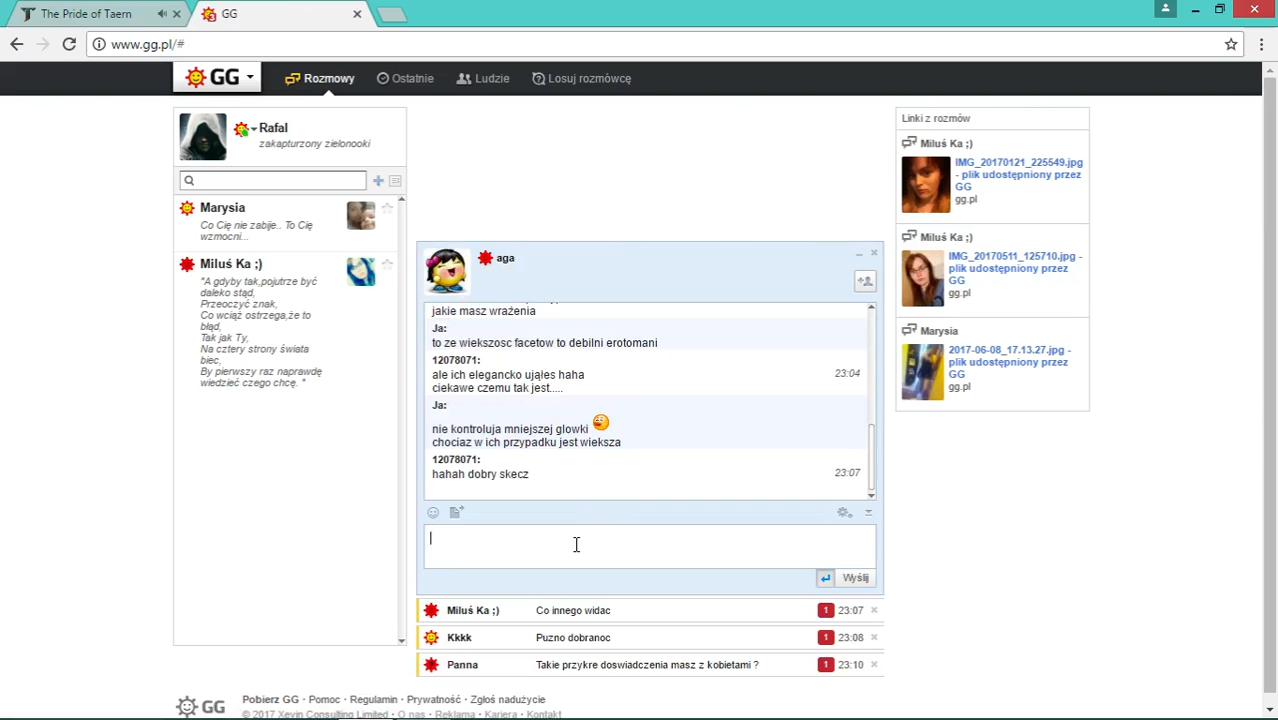 The Pride of Taern
GG
www.gg.pl/#
GG
Rozmowy
Ostatnie
Ludzie
Losuj rozmówcę
Rafal
zakapturzony zielonooki
Marysia
Co Cię nie zabije.. To Cię
wzmocni...
Miluś Ka ;)
"A gdyby tak,pojutrze być
daleko stąd,
Przeoczyć znak,
Co wciąż ostrzega,że to
błąd,
Tak jak Ty,
Na cztery strony świata
biec,
By pierwszy raz naprawdę
wiedzieć czego chcę. "
aga
jakie masz wrażenia
Ja:
to ze wiekszosc facetow to debilni erotomani
12078071:
ale ich elegancko ująłes haha 23:04
ciekawe czemu tak jest.....
Ja:
nie kontroluja mniejszej glowki
chociaz w ich przypadku jest wieksza
12078071:
hahah dobry skecz 23:07
Wyślij
Miluś Ka ;) Co innego widac 1 23:07
Kkkk Puzno dobranoc 1 23:08
Panna Takie przykre doswiadczenia masz z kobietami ? 1 23:10
Linki z rozmów
Miluś Ka ;)
IMG_20170121_225549.jpg
- plik udostępniony przez
GG
gg.pl
Miluś Ka ;)
IMG_20170511_125710.jpg -
plik udostępniony przez
GG
gg.pl
Marysia
2017-06-08_17.13.27.jpg -
plik udostępniony przez
GG
gg.pl
GG
Pobierz GG · Pomoc · Regulamin · Prywatność · Zgłoś nadużycie
© 2017 Xevin Consulting Limited · O nas · Reklama · Kariera · Kontakt